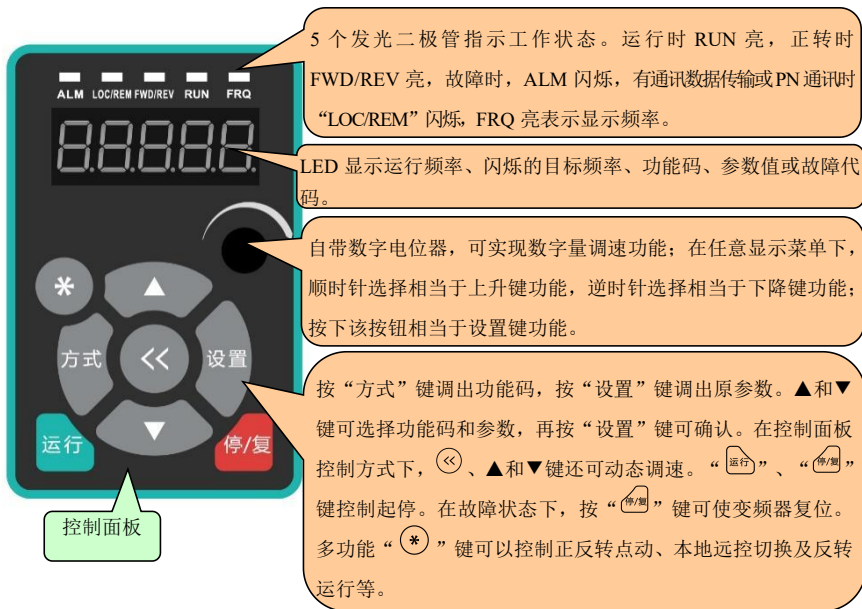 5 个发光二极管指示工作状态。运行时 RUN 亮，正转时
FWD/REV 亮，故障时，ALM 闪烁，有通讯数据传输或 PN 通讯时
“LOC/REM”闪烁, FRQ 亮表示显示频率。
ALM LOC/REM FWD/REV RUN FRQ
8.8.8.8.8.
LED 显示运行频率、闪烁的目标频率、功能码、参数值或故障代
码。
自带数字电位器，可实现数字量调速功能；在任意显示菜单下，
顺时针选择相当于上升键功能，逆时针选择相当于下降键功能；
按下该按钮相当于设置键功能。
*
▲
方式
<<
设置
▼
运行
停/复
控制面板
按“方式”键调出功能码，按“设置”键调出原参数。▲和▼
键可选择功能码和参数，再按“设置”键可确认。在控制面板
控制方式下，<<、▲和▼键还可动态调速。“运行”、“停/复”
键控制起停。在故障状态下，按“停/复”键可使变频器复位。
多功能“*”键可以控制正反转点动、本地远控切换及反转
运行等。